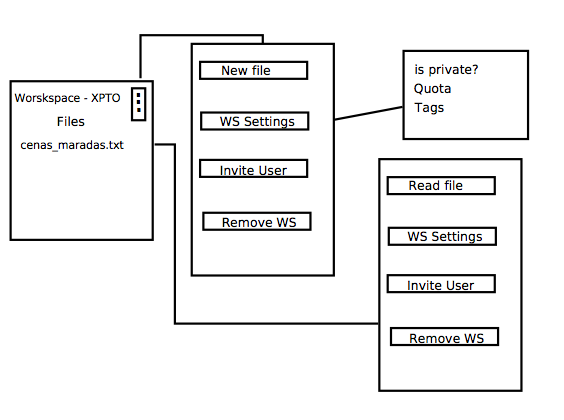 Worskspace - XPTO
Files
cenas_maradas.txt
New file
WS Settings
Invite User
Remove WS
is private?
Quota
Tags
Read file
WS Settings
Invite User
Remove WS